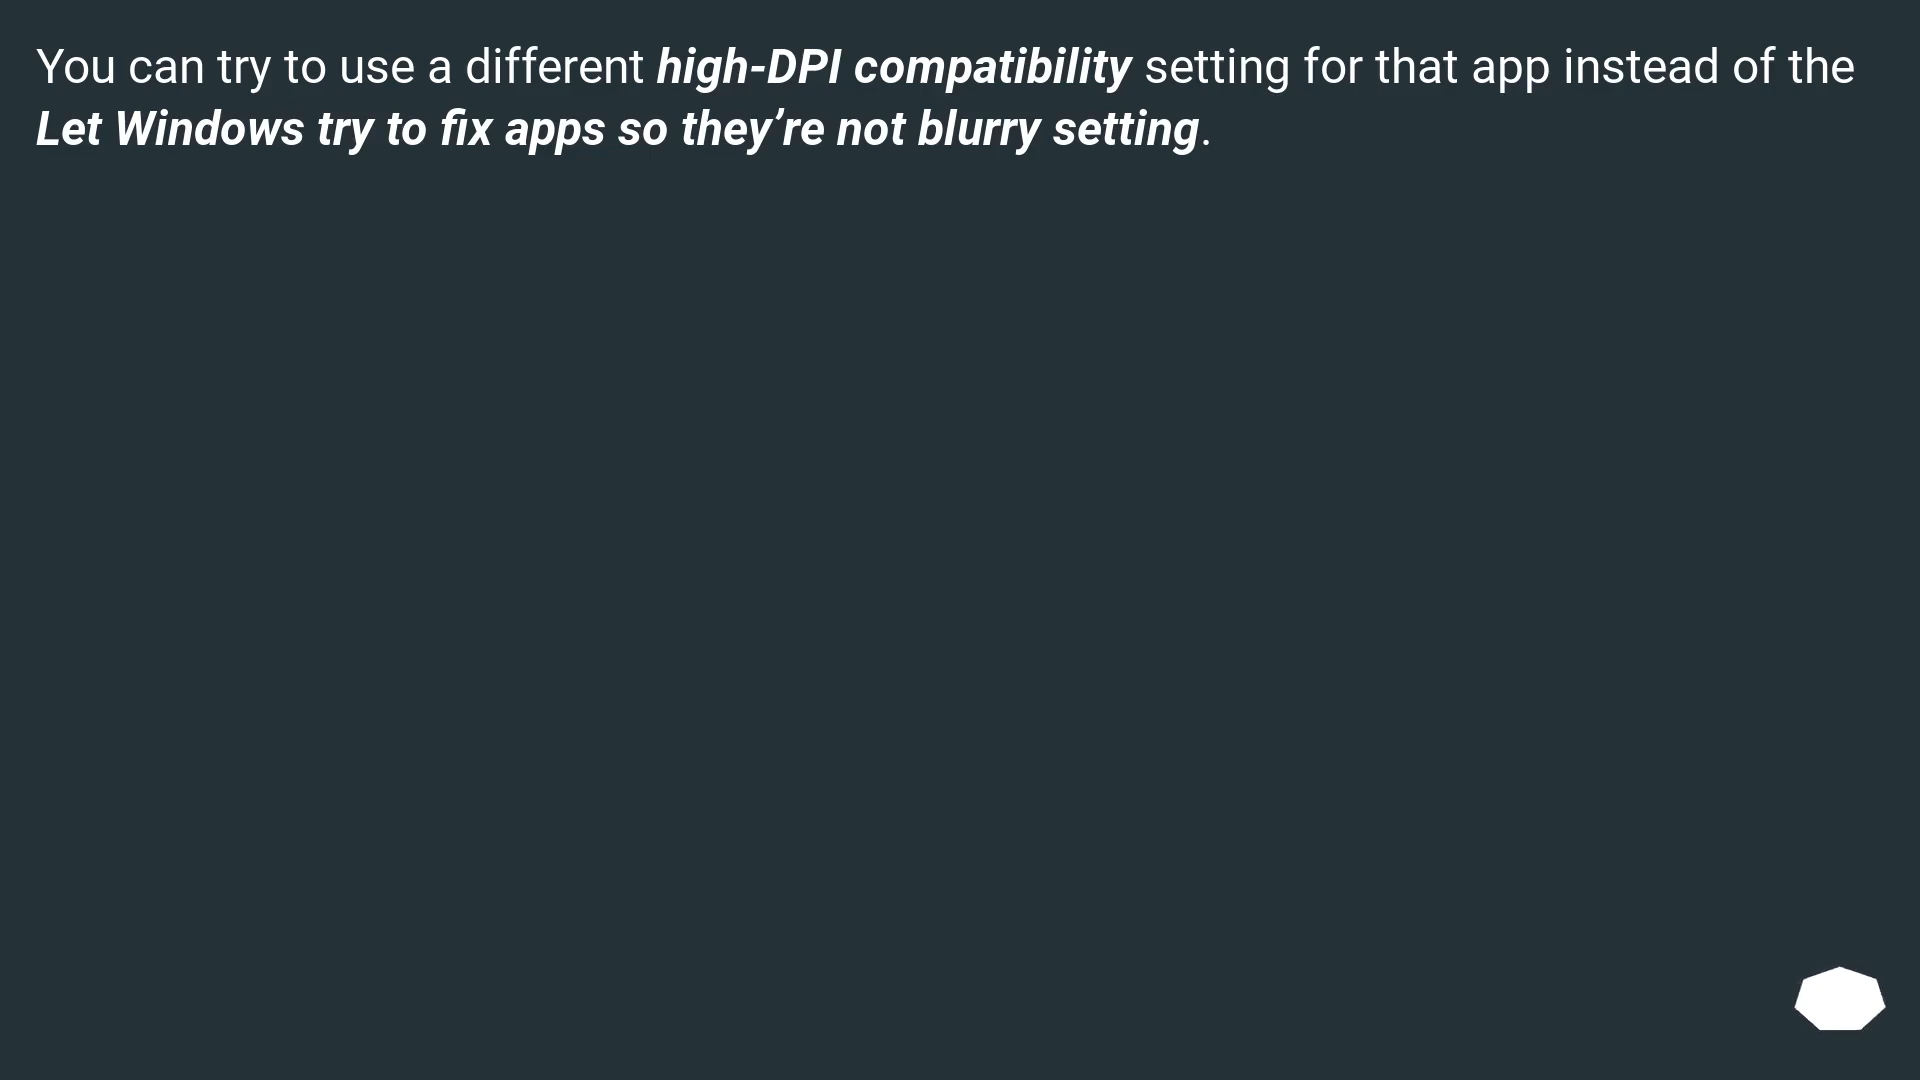 You can try to use a different high-DPI compatibility setting for that app instead of the
Let Windows try to fix apps so they’re not blurry setting.